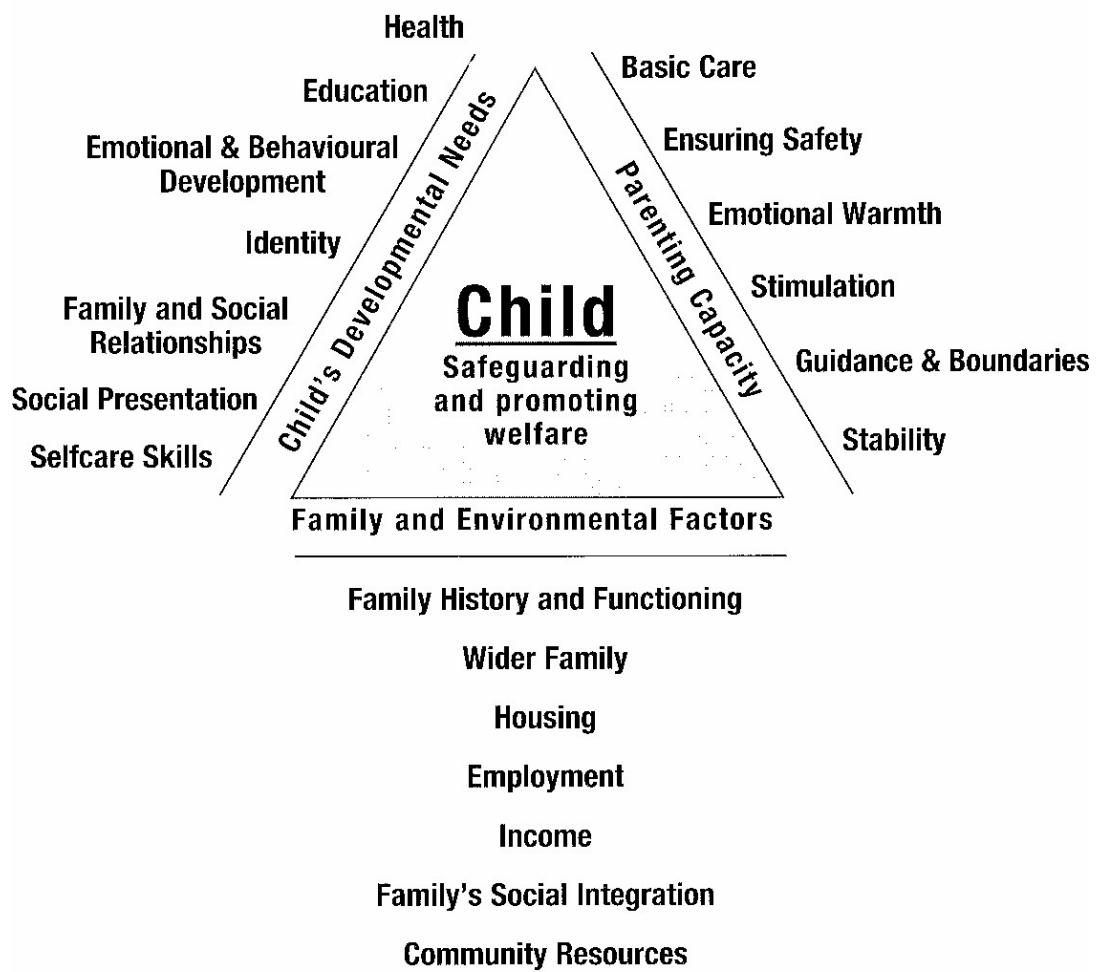 Health
Education
Emotional & Behavioural
Development
Identity
Family and Social
Relationships
Social Presentation
Selfcare Skills
Child's Developmental Needs
Basic Care
Ensuring Safety
Emotional Warmth
Stimulation
Guidance & Boundaries
Stability
Parenting Capacity
Child
Safeguarding
and promoting
welfare
Family and Environmental Factors
Family History and Functioning
Wider Family
Housing
Employment
Income
Family's Social Integration
Community Resources